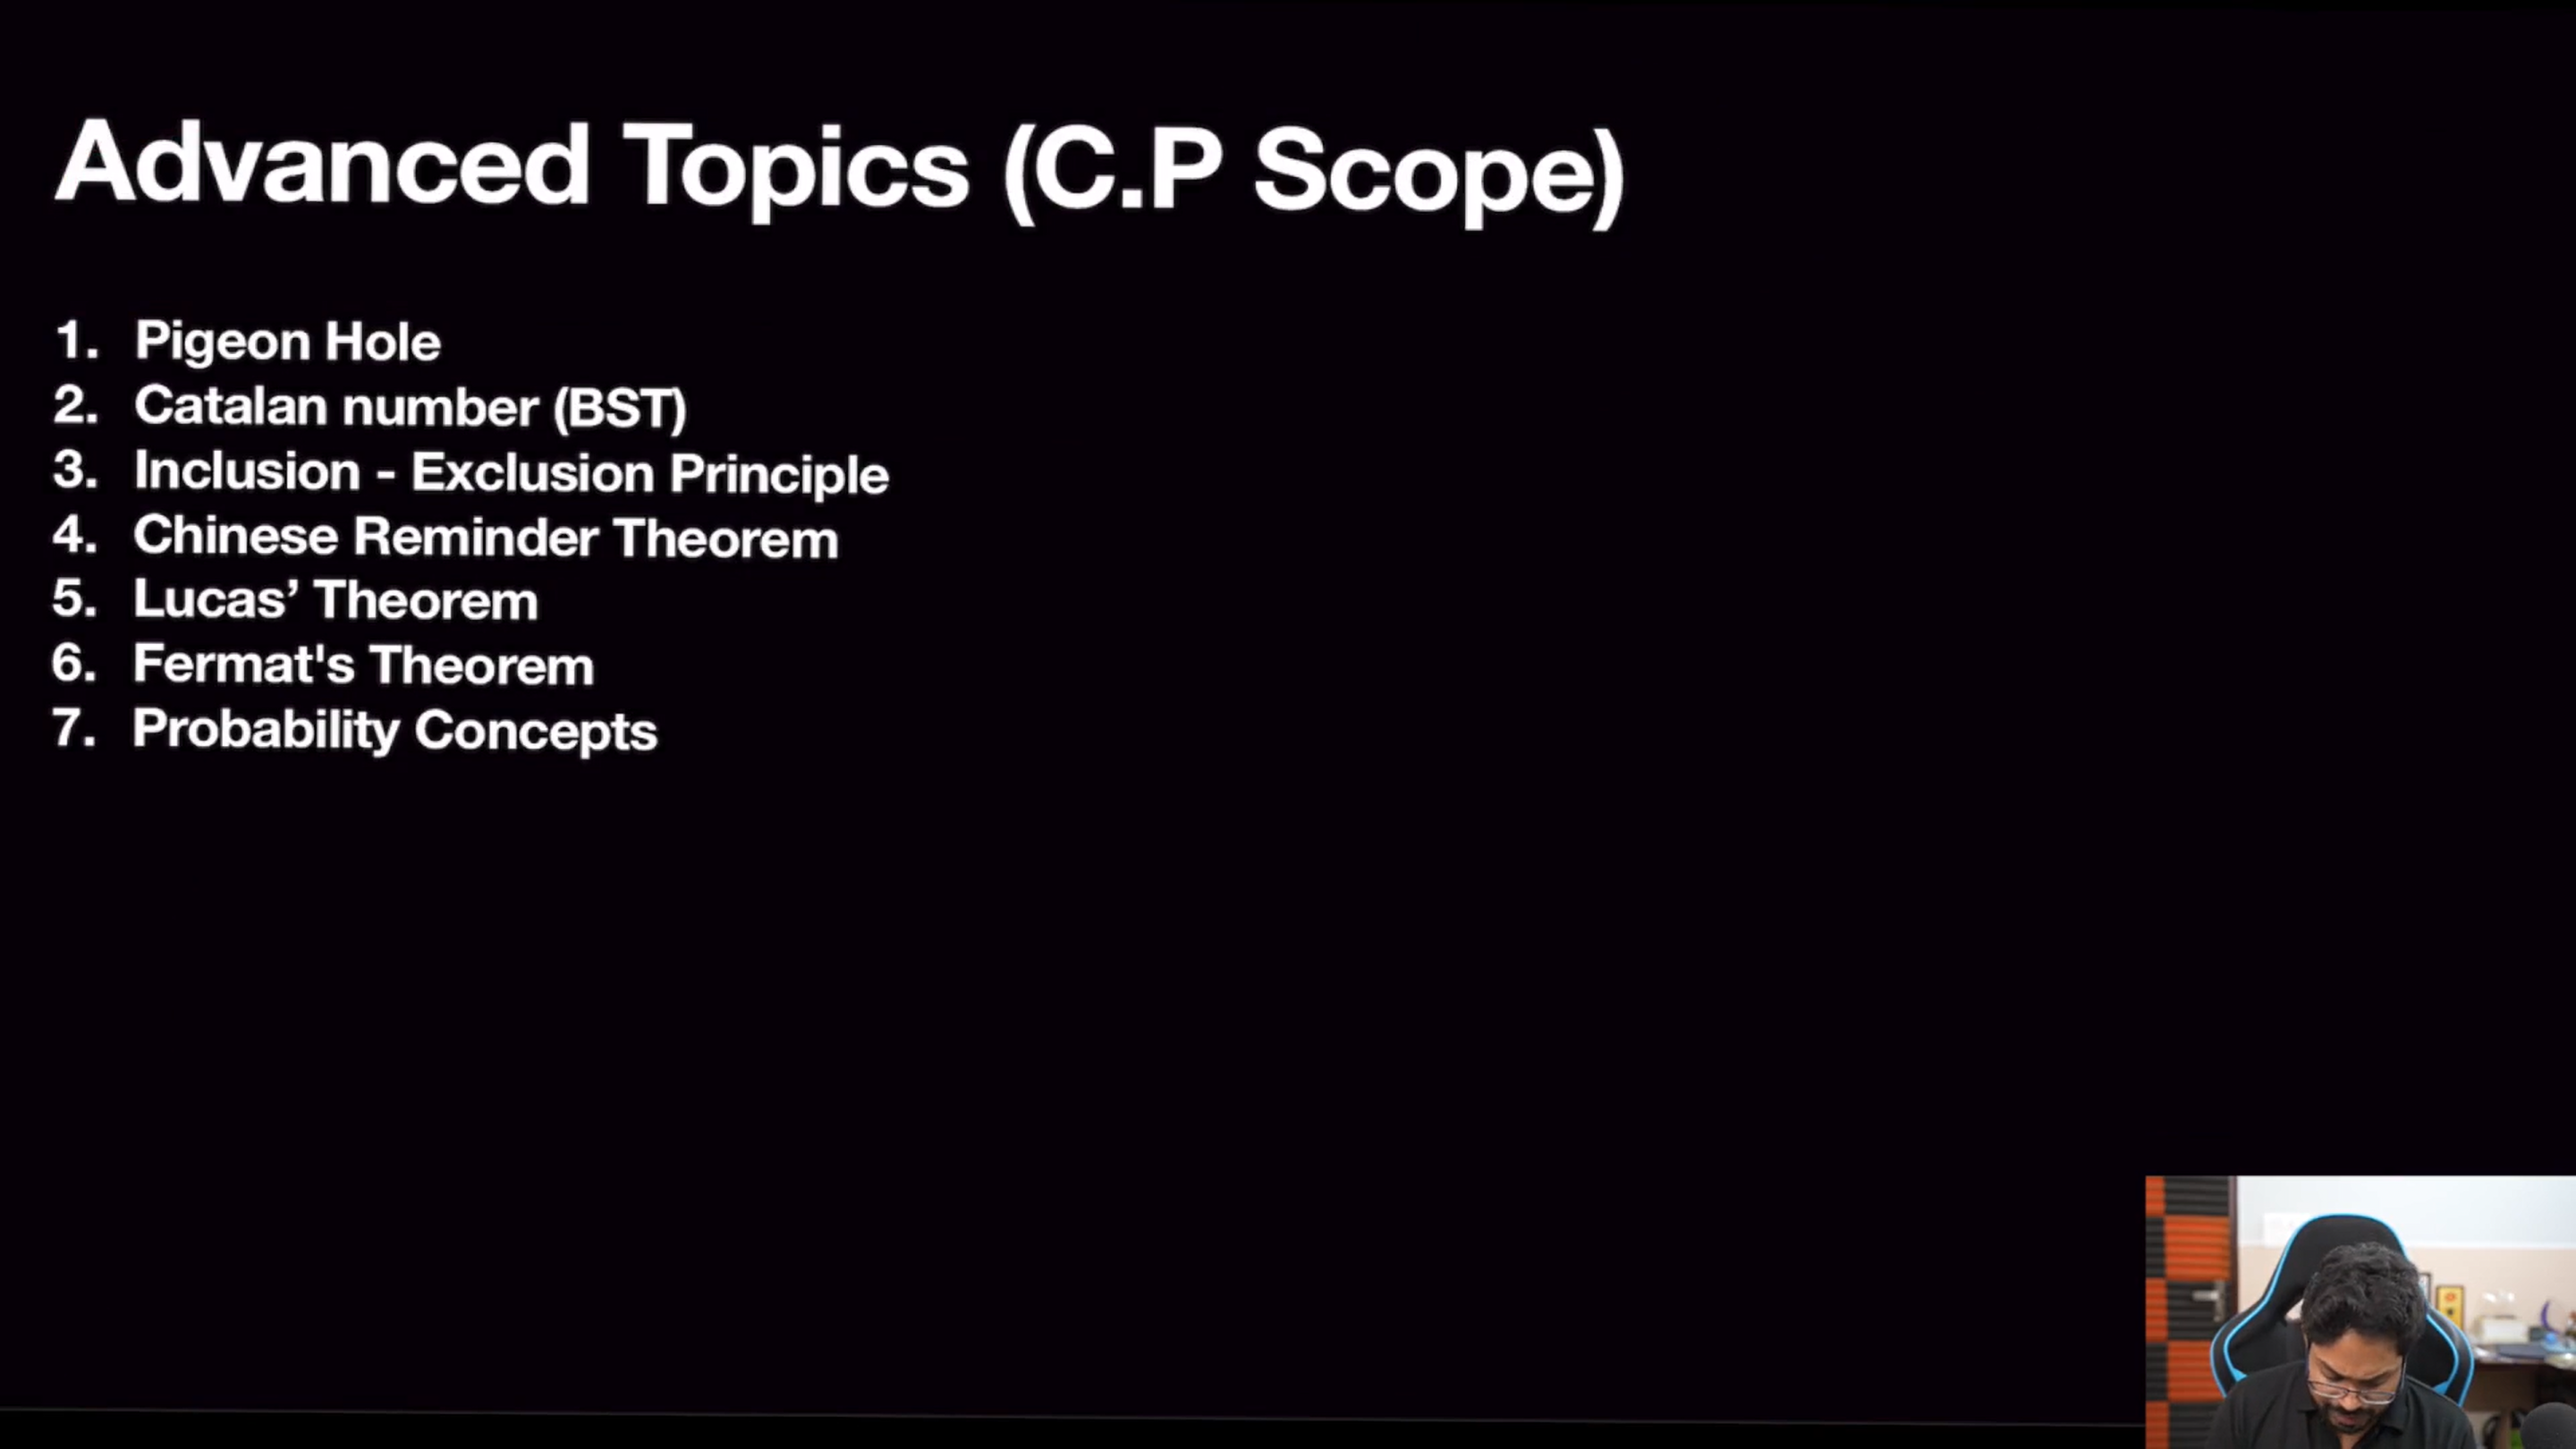 Advanced Topics (C.P Scope)
1. Pigeon Hole
2. Catalan number (BST)
3. Inclusion - Exclusion Principle
4. Chinese Reminder Theorem
5. Lucas’ Theorem
6. Fermat's Theorem
7. Probability Concepts